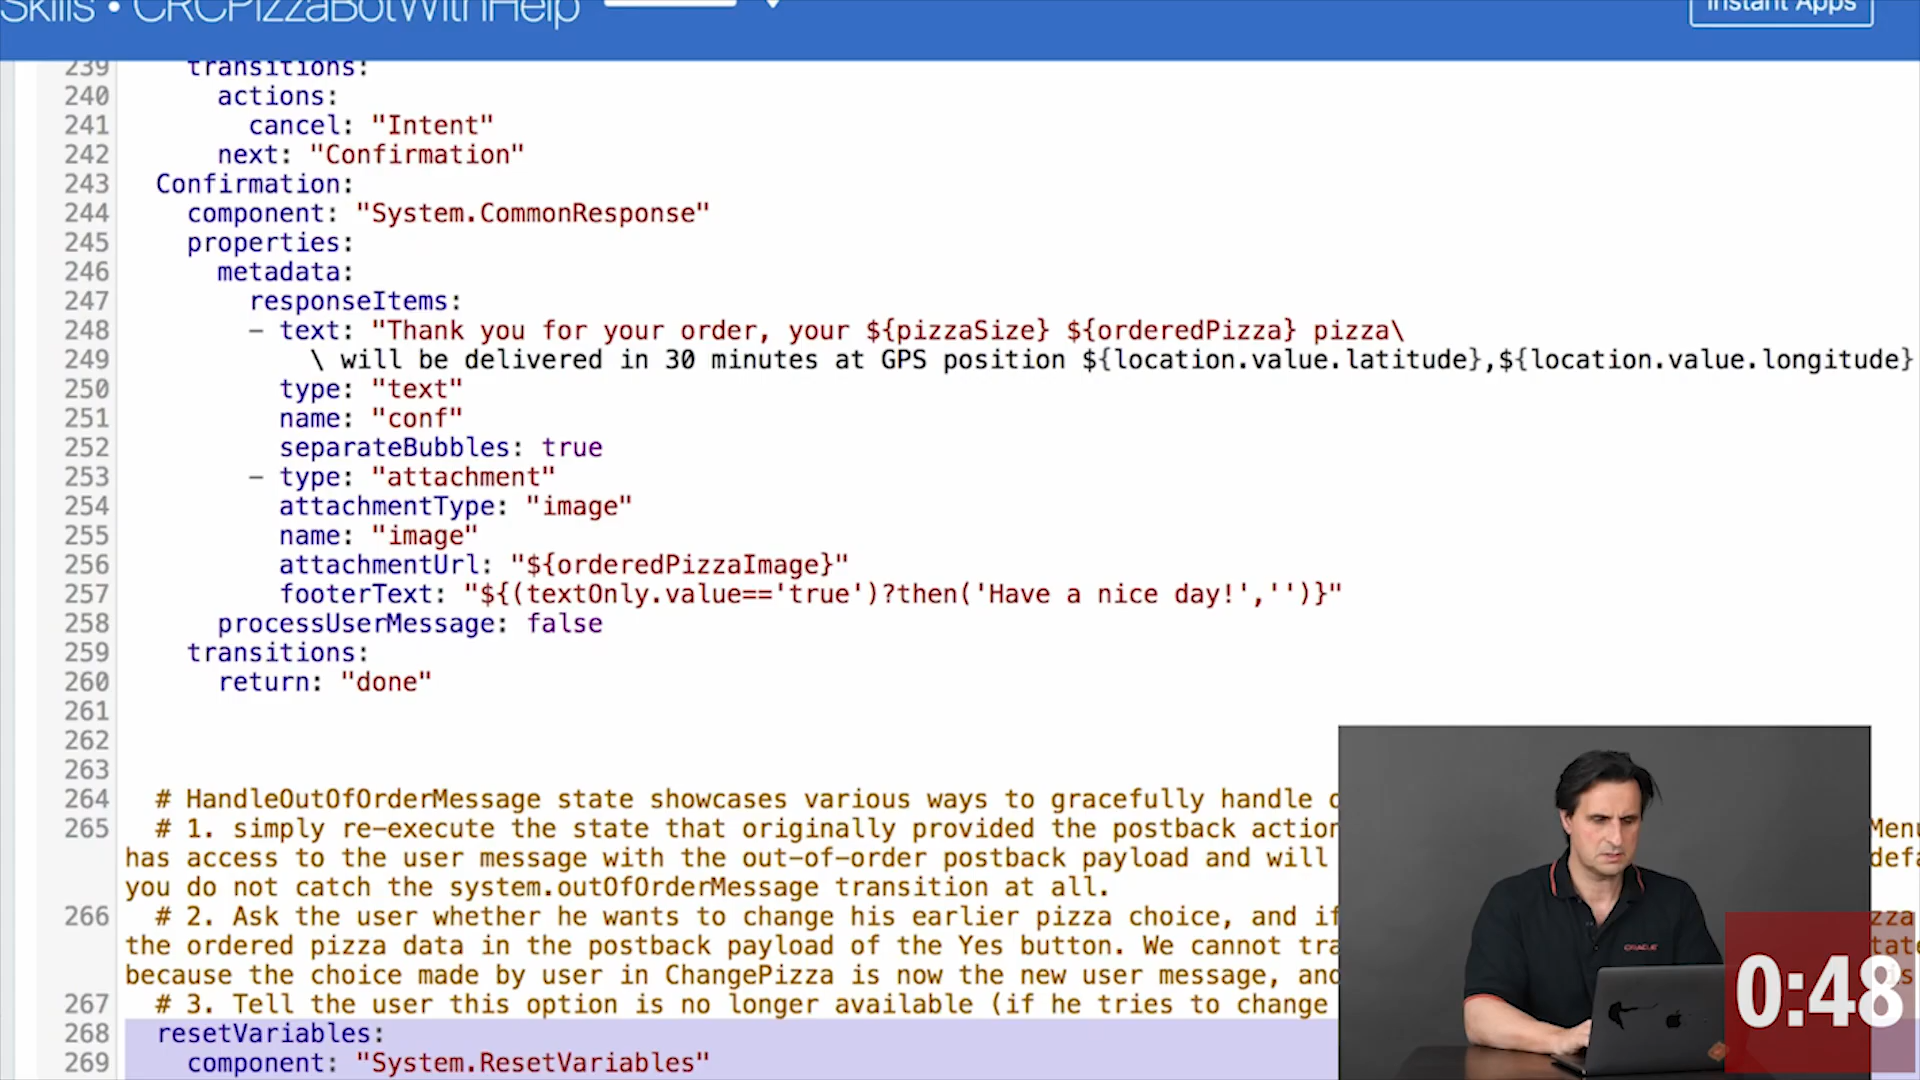 Skills • CRCPizzaBotWithHelp
Instant Apps
239 transitions:
240 actions:
241 cancel: "Intent"
242 next: "Confirmation"
243 Confirmation:
244 component: "System.CommonResponse"
245 properties:
246 metadata:
247 responseItems:
248 – text: "Thank you for your order, your ${pizzaSize} ${orderedPizza} pizza\
249 \ will be delivered in 30 minutes at GPS position ${location.value.latitude},${location.value.longitude}
250 type: "text"
251 name: "conf"
252 separateBubbles: true
253 – type: "attachment"
254 attachmentType: "image"
255 name: "image"
256 attachmentUrl: "${orderedPizzaImage}"
257 footerText: "${(textOnly.value=='true')?then('Have a nice day!','')}"
258 processUserMessage: false
259 transitions:
260 return: "done"
261
262
263
264 # HandleOutOfOrderMessage state showcases various ways to gracefully handle
265 # 1. simply re-execute the state that originally provided the postback action
has access to the user message with the out-of-order postback payload and will
you do not catch the system.outOfOrderMessage transition at all.
266 # 2. Ask the user whether he wants to change his earlier pizza choice, and if
the ordered pizza data in the postback payload of the Yes button. We cannot
because the choice made by user in ChangePizza is now the new user message, and
267 # 3. Tell the user this option is no longer available (if he tries to change
268 resetVariables:
269 component: "System.ResetVariables"
ORACLE
0:48